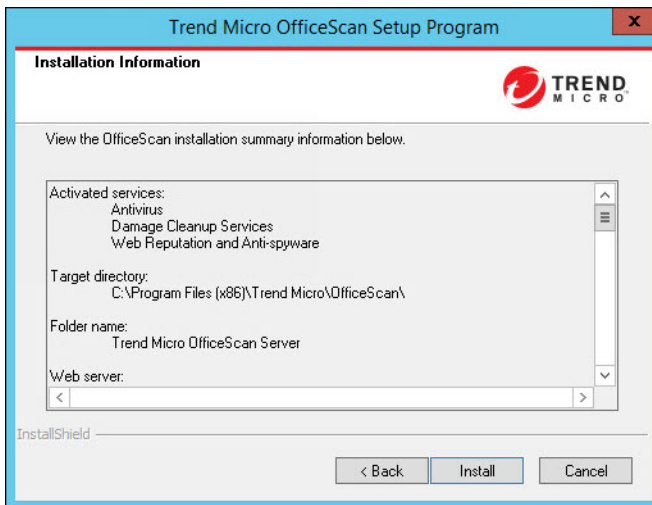 Trend Micro OfficeScan Setup Program
x
Installation Information
TREND
MICRO
View the OfficeScan installation summary information below.
Activated services:
Antivirus
Damage Cleanup Services
Web Reputation and Anti-spyware
Target directory:
C:\Program Files (x86)\Trend Micro\OfficeScan\
Folder name:
Trend Micro OfficeScan Server
Web server:
InstallShield
< Back
Install
Cancel